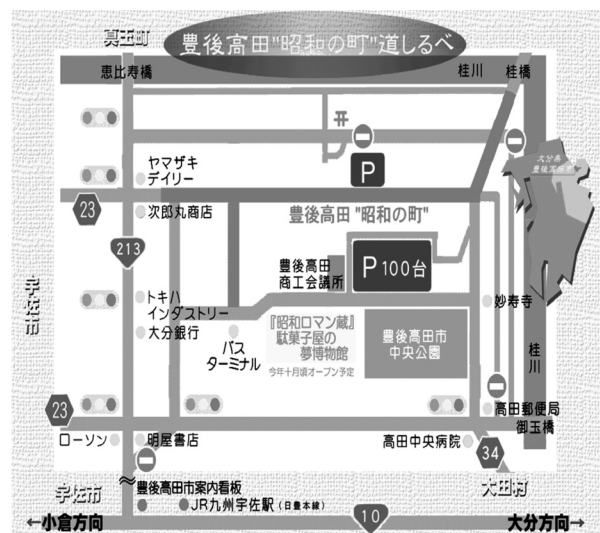 豊後高田"昭和の町"道しるべ
真玉町
恵比寿橋
桂川
桂橋
大分県
豊後高田市
P
ヤマザキ
デイリー
23
次郎丸商店
豊後高田"昭和の町"
213
豊後高田
商工会議所
P 100台
宇佐市
トキハ
インダストリー
大分銀行
バス
ターミナル
『昭和ロマン蔵』
駄菓子屋の
夢博物館
今年十月頃オープン予定
豊後高田市
中央公園
妙寿寺
桂川
23
高田郵便局
御玉橋
ローソン
明屋書店
高田中央病院
34
宇佐市
豊後高田市案内看板
大田村
JR九州宇佐駅(日豊本線)
←小倉方向
10
大分方向→